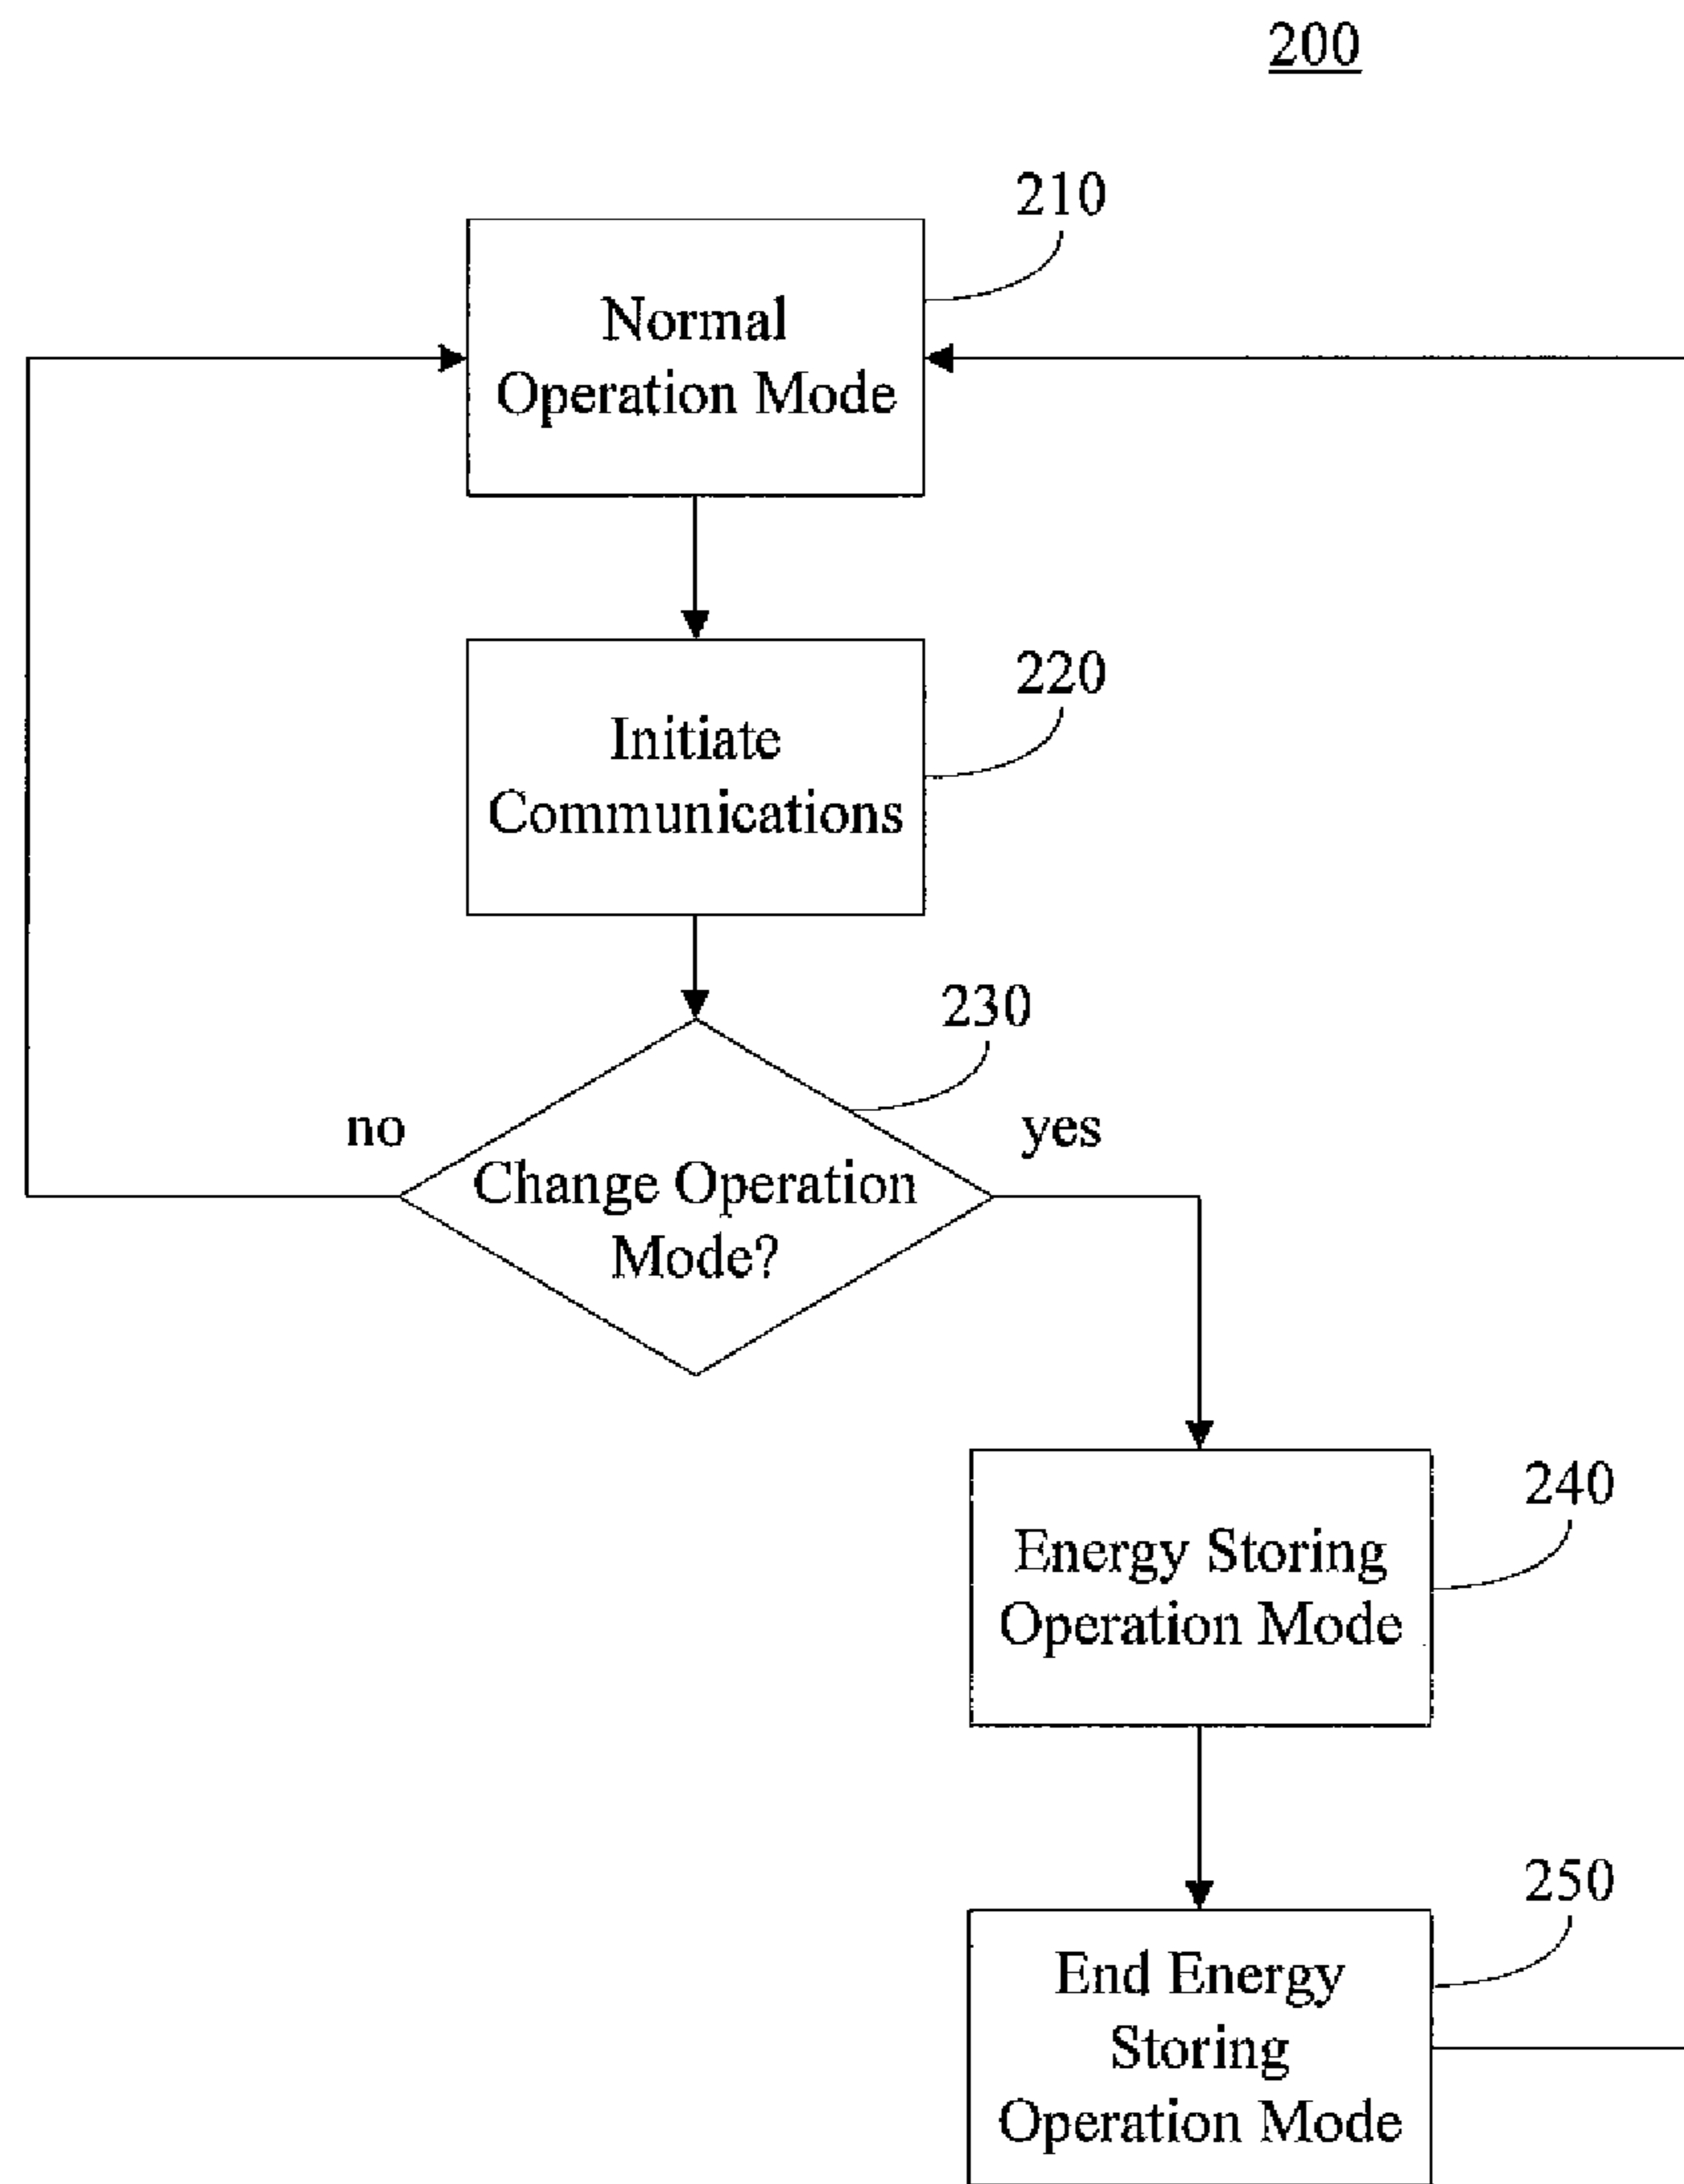 200
210
Normal
Operation Mode
220
Initiate
Communications
230
no
yes
Change Operation
Mode?
240
Energy Storing
Operation Mode
250
End Energy
Storing
Operation Mode